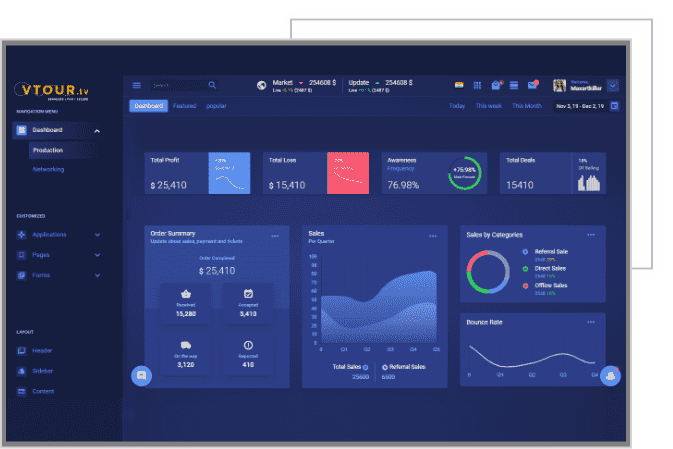 VTOUR.tv
NAVIGATION MENU
Dashboard
Production
Networking
CUSTOMIZED
Applications
Pages
Forms
LAYOUT
Header
Sidebar
Content
Search
Market 254608 $
Update 254608 $
Welcome,
Dashboard Featured popular
Today This week This Month Nov 3, 19 - Dec 2, 19
Total Profit
$ 25,410
Total Loss
$ 15,410
Awareness
Frequency
76.98%
+75.98%
Total Deals
15410
Order Summary
Update about sales, payment and tickets
Order Completed
$ 25,410
Received
15,280
Accepted
5,410
On the way
3,120
Rejected
410
Sales
Per Quarter
100
90
80
70
60
50
40
30
20
10
0
0 Q1 Q2 Q4 Q5
Total Sales
25600
Referral Sales
6500
Sales by Categories
Referral Sale
Direct Sales
Offline Sales
Bounce Rate
0 Q1 Q2 Q3 Q4